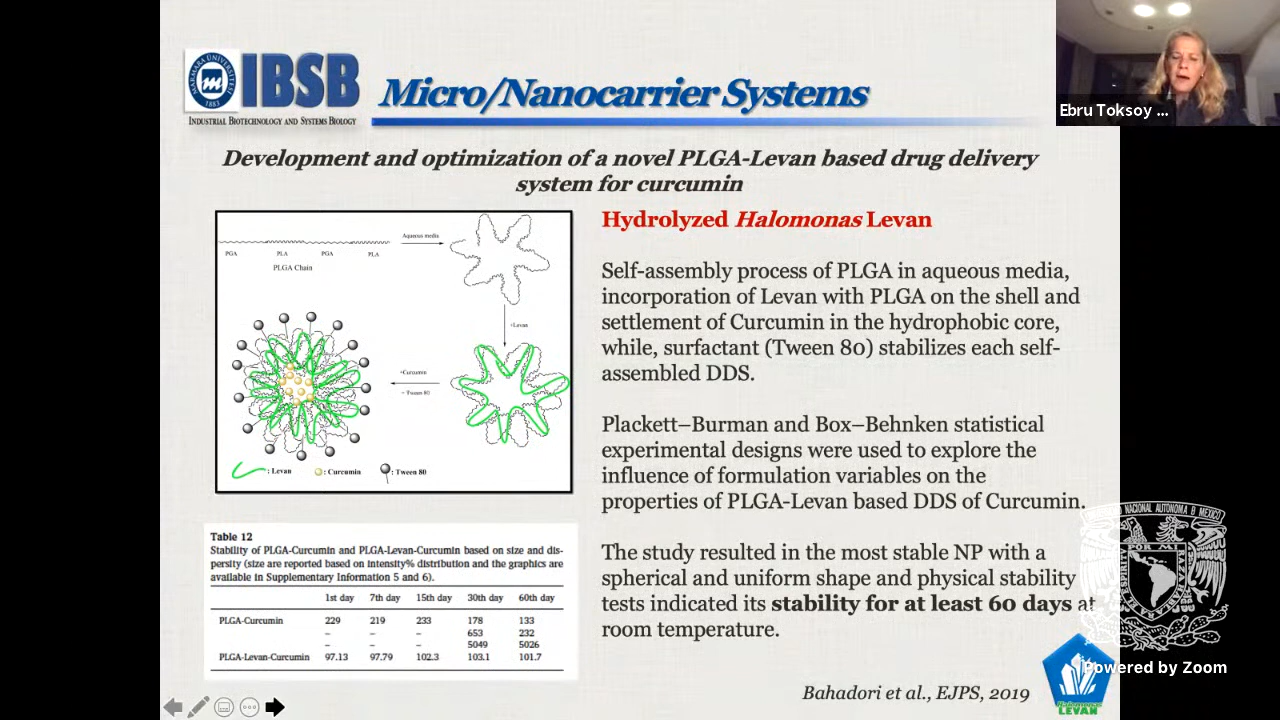 IBSB
INDUSTRIAL BIOTECHNOLOGY AND SYSTEMS BIOLOGY
Micro/Nanocarrier Systems
Ebru Toksoy ...
Development and optimization of a novel PLGA-Levan based drug delivery
system for curcumin
PGA PLA PGA PLA
PLGA Chain
Aqueous media
+Levan
+Curcumin
+ Tween 80
: Levan : Curcumin : Tween 80
Hydrolyzed Halomonas Levan
Self-assembly process of PLGA in aqueous media,
incorporation of Levan with PLGA on the shell and
settlement of Curcumin in the hydrophobic core,
while, surfactant (Tween 80) stabilizes each self-
assembled DDS.
Plackett–Burman and Box–Behnken statistical
experimental designs were used to explore the
influence of formulation variables on the
properties of PLGA-Levan based DDS of Curcumin.
The study resulted in the most stable NP with a
spherical and uniform shape and physical stability
tests indicated its stability for at least 60 days at
room temperature.
Table 12
Stability of PLGA-Curcumin and PLGA-Levan-Curcumin based on size and dis-
persity (size are reported based on intensity% distribution and the graphics are
available in Supplementary Information 5 and 6).
1st day 7th day 15th day 30th day 60th day
PLGA-Curcumin 229 219 233 178 133
– – – 653 232
– – – 5049 5026
PLGA-Levan-Curcumin 97.13 97.79 102.3 103.1 101.7
Bahadori et al., EJPS, 2019
Halomonas
LEVAN
Powered by Zoom